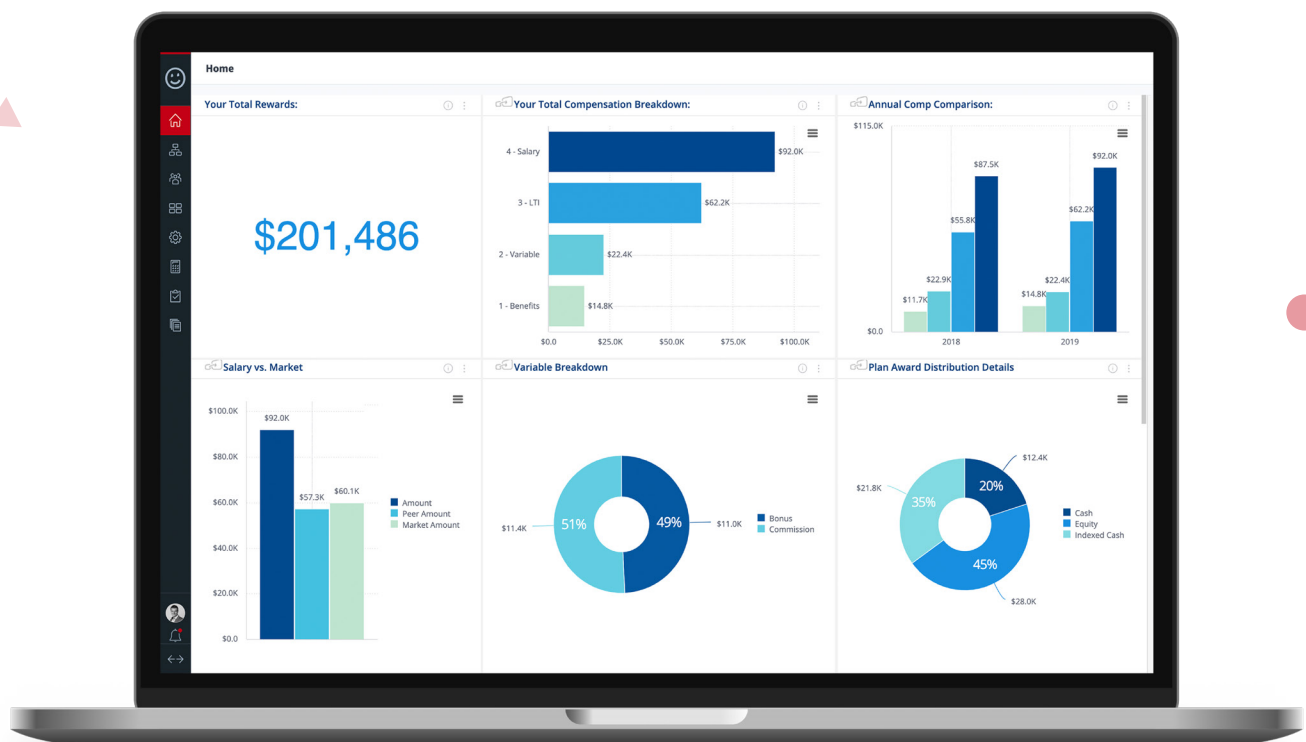 Home
Your Total Rewards:
$201,486
Your Total Compensation Breakdown:
4 - Salary
$92.0K
3 - LTI
$62.2K
2 - Variable
$22.4K
1 - Benefits
$14.8K
$0.0 $25.0K $50.0K $75.0K $100.0K
Annual Comp Comparison:
$115.0K
$92.0K
$87.5K
$62.2K
$55.8K
$22.9K
$22.4K
$14.8K
$11.7K
$0.0
2018 2019
Salary vs. Market
$100.0K
$92.0K
$80.0K
$60.0K
$57.3K
$60.1K
$40.0K
$20.0K
$0.0
Amount
Peer Amount
Market Amount
Variable Breakdown
$11.4K
51%
49%
$11.0K
Bonus
Commission
Plan Award Distribution Details
$12.4K
20%
$21.8K
35%
45%
$28.0K
Cash
Equity
Indexed Cash